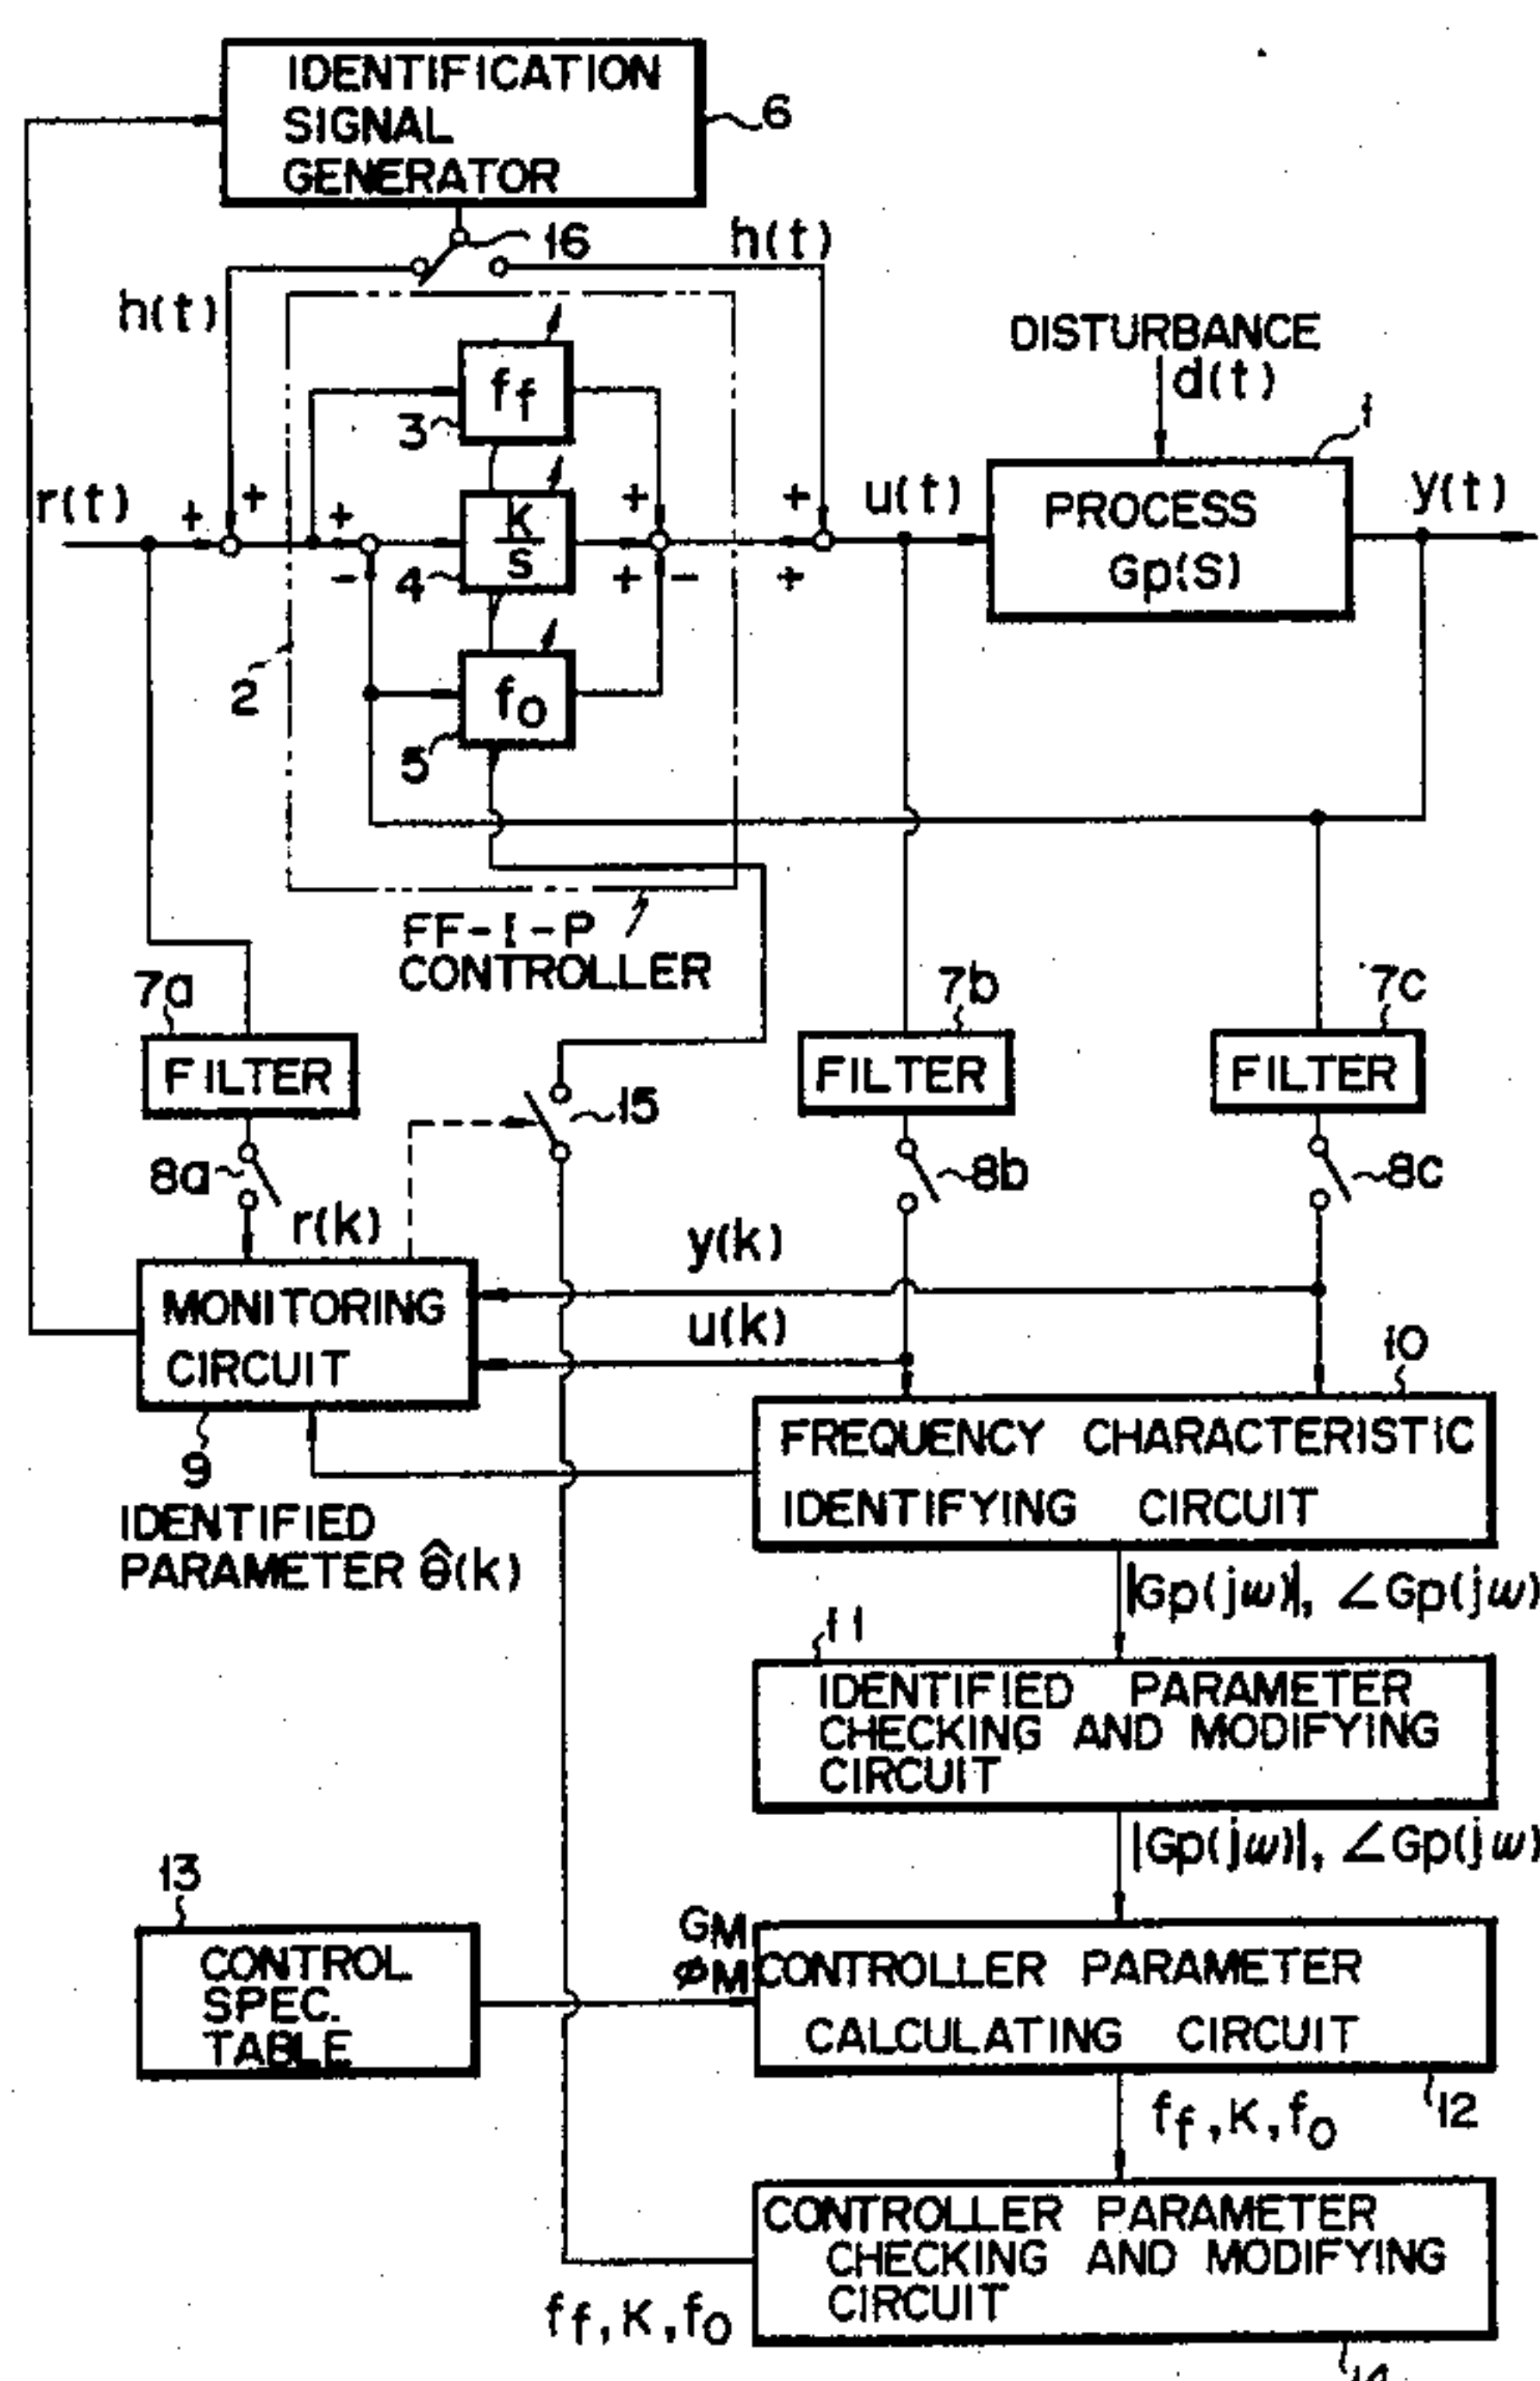 IDENTIFICATION
SIGNAL
GENERATOR
6
16
h(t)
h(t)
DISTURBANCE
d(t)
ff
3
1
r(t)
+
+
+
+
+
u(t)
PROCESS
Gp(S)
y(t)
K
S
4
-
+
-
+
2
fo
5
FF-I-P
CONTROLLER
7a
7b
7c
FILTER
FILTER
FILTER
15
8a
8b
8c
r(k)
y(k)
MONITORING
CIRCUIT
u(k)
10
9
FREQUENCY CHARACTERISTIC
IDENTIFYING CIRCUIT
IDENTIFIED
PARAMETER θ̂(k)
|Gp(jω)|, ∠Gp(jω)
11
IDENTIFIED PARAMETER
CHECKING AND MODIFYING
CIRCUIT
|Gp(jω)|, ∠Gp(jω)
13
CONTROL
SPEC.
TABLE
GM
ΦM
CONTROLLER PARAMETER
CALCULATING CIRCUIT
12
ff, K, fo
CONTROLLER PARAMETER
CHECKING AND MODIFYING
CIRCUIT
ff, K, fo